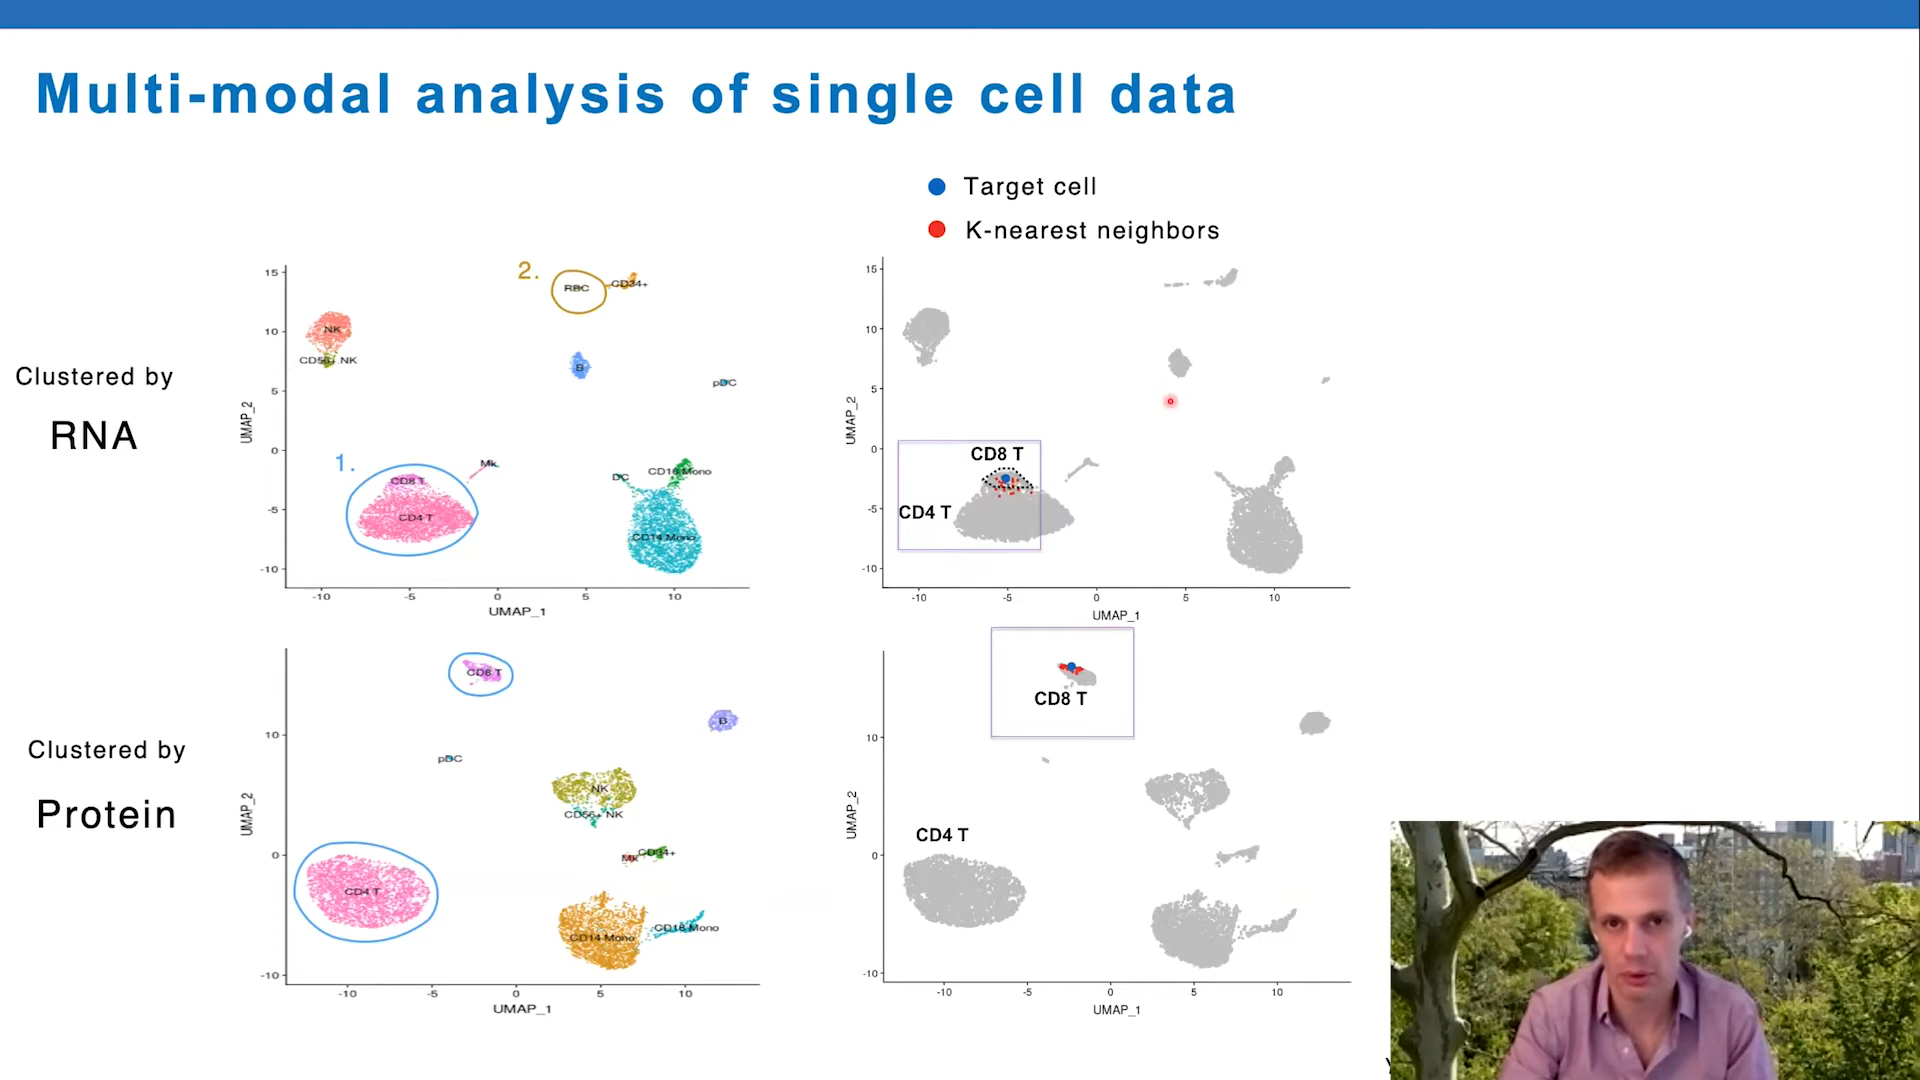 Multi-modal analysis of single cell data
Target cell
K-nearest neighbors
Clustered by
RNA
2.
RBC
CD34+
NK
CD56+ NK
B
pDC
1.
Mk
CD8 T
CD4 T
DC
CD16 Mono
CD14 Mono
15
10
5
0
-5
-10
UMAP_2
-10
-5
0
5
10
UMAP_1
CD8 T
CD4 T
15
10
5
0
-5
-10
UMAP_2
-10
-5
0
5
10
UMAP_1
Clustered by
Protein
CD8 T
B
pDC
NK
CD56+ NK
Mk
CD34+
CD4 T
CD14 Mono
CD16 Mono
10
0
-10
UMAP_2
-10
-5
0
5
10
UMAP_1
CD8 T
CD4 T
10
0
-10
UMAP_2
-10
-5
0
5
10
UMAP_1